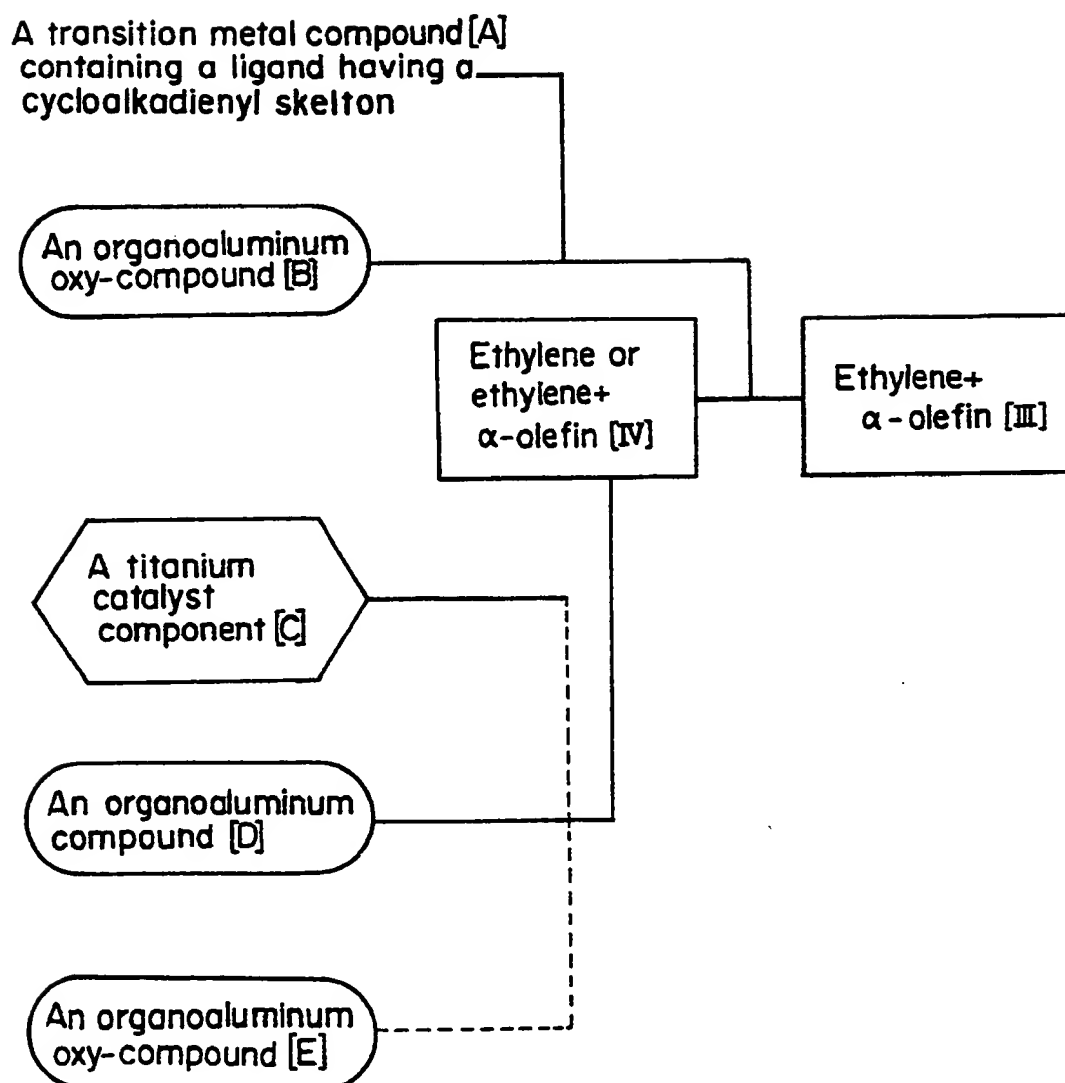 A transition metal compound [A]
containing a ligand having a
cycloalkadienyl skelton
An organoaluminum
oxy-compound [B]
Ethylene or
ethylene+
α-olefin [IV]
Ethylene+
α-olefin [III]
A titanium
catalyst
component [C]
An organoaluminum
compound [D]
An organoaluminum
oxy-compound [E]